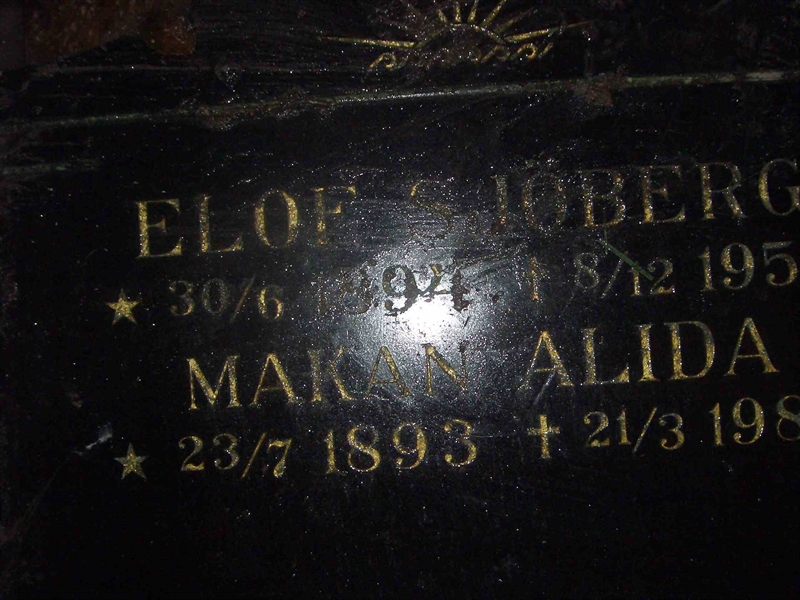 ELOF SJÖBERG
★ 30/6 1894 ✝ 8/12 195
MAKAN ALIDA
★ 23/7 1893 ✝ 21/3 198